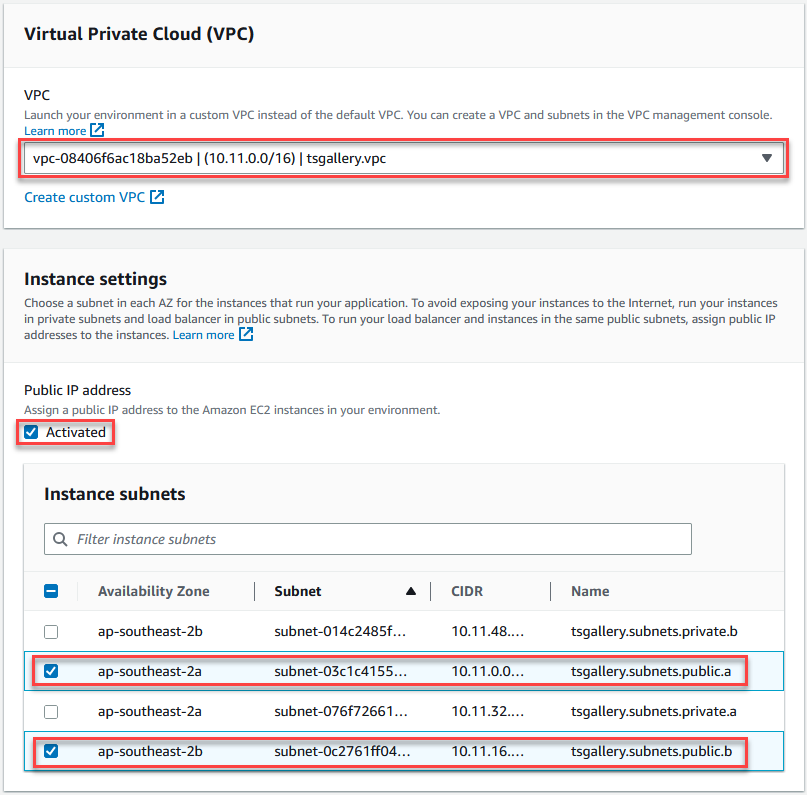 Virtual Private Cloud (VPC)
VPC
Launch your environment in a custom VPC instead of the default VPC. You can create a VPC and subnets in the VPC management console.
Learn more
vpc-08406f6ac18ba52eb | (10.11.0.0/16) | tsgallery.vpc
Create custom VPC
Instance settings
Choose a subnet in each AZ for the instances that run your application. To avoid exposing your instances to the Internet, run your instances
in private subnets and load balancer in public subnets. To run your load balancer and instances in the same public subnets, assign public IP
addresses to the instances. Learn more
Public IP address
Assign a public IP address to the Amazon EC2 instances in your environment.
Activated
Instance subnets
Filter instance subnets
Availability Zone Subnet CIDR Name
ap-southeast-2b subnet-014c2485f... 10.11.48.... tsgallery.subnets.private.b
ap-southeast-2a subnet-03c1c4155... 10.11.0.0... tsgallery.subnets.public.a
ap-southeast-2a subnet-076f72661... 10.11.32.... tsgallery.subnets.private.a
ap-southeast-2b subnet-0c2761ff04... 10.11.16.... tsgallery.subnets.public.b